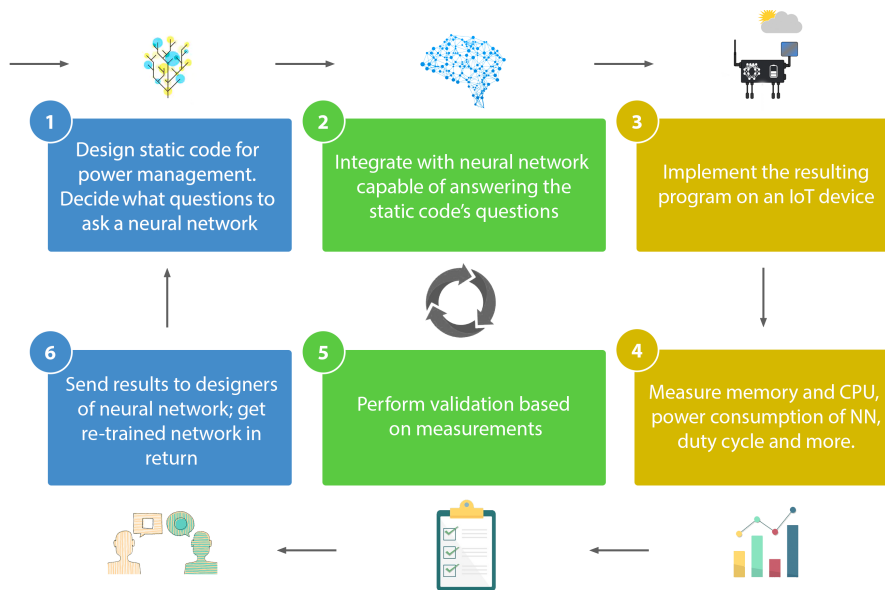 1
Design static code for
power management.
Decide what questions to
ask a neural network
2
Integrate with neural network
capable of answering the
static code's questions
3
Implement the resulting
program on an IoT device
4
Measure memory and CPU,
power consumption of NN,
duty cycle and more.
5
Perform validation based
on measurements
6
Send results to designers
of neural network; get
re-trained network in
return